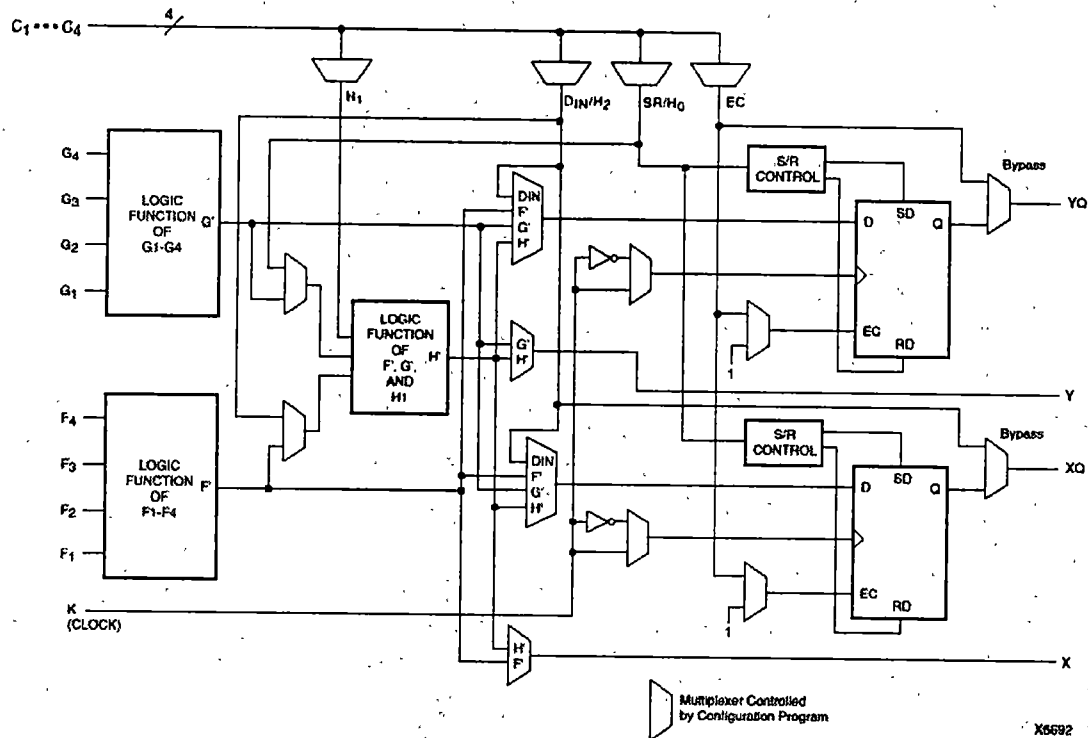 C1 ••• C4
4
H1
DIN/H2
SR/H0
EC
G4
G3
G2
G1
LOGIC
FUNCTION
OF
G1-G4
G'
DIN
F'
G'
H'
S/R
CONTROL
Bypass
D
SD
Q
YQ
EC
RD
1
LOGIC
FUNCTION
OF
F', G',
AND
H1
H'
G'
H'
Y
F4
F3
F2
F1
LOGIC
FUNCTION
OF
F1-F4
F'
DIN
F'
G'
H'
S/R
CONTROL
Bypass
D
SD
Q
XQ
EC
RD
1
K
(CLOCK)
H'
F'
X
Multiplexer Controlled
by Configuration Program
X6692